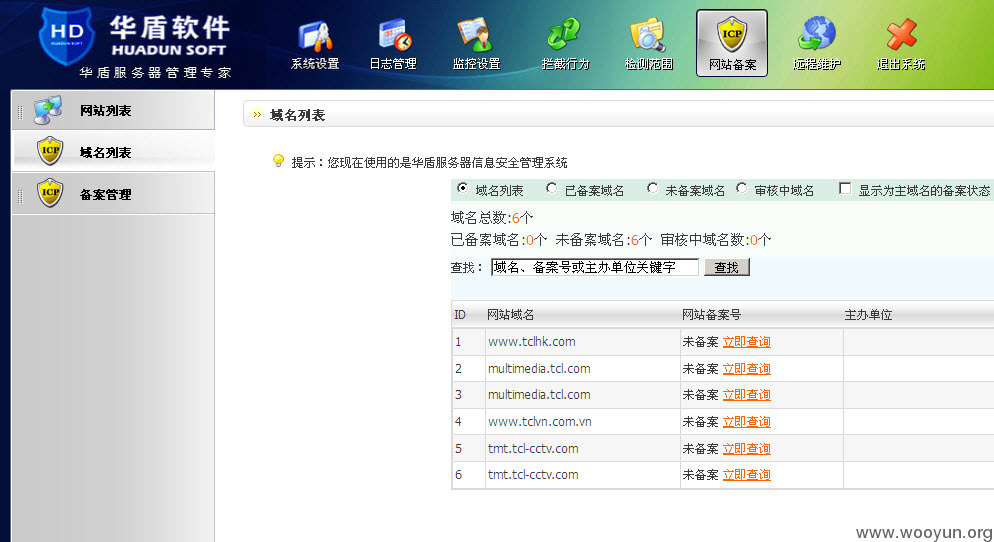 HD
HUADUN SOFT
华盾软件
HUADUN SOFT
华盾服务器管理专家
系统设置 日志管理 监控设置 拦截行为 检测范围 ICP 网站备案 远程维护 退出系统
网站列表
ICP 域名列表
ICP 备案管理
域名列表
提示：您现在使用的是华盾服务器信息安全管理系统
域名列表 已备案域名 未备案域名 审核中域名 显示为主域名的备案状态
域名总数:6个
已备案域名:0个 未备案域名:6个 审核中域名数:0个
查找： 域名、备案号或主办单位关键字 查找
ID 网站域名 网站备案号 主办单位
1 www.tclhk.com 未备案 立即查询
2 multimedia.tcl.com 未备案 立即查询
3 multimedia.tcl.com 未备案 立即查询
4 www.tclvn.com.vn 未备案 立即查询
5 tmt.tcl-cctv.com 未备案 立即查询
6 tmt.tcl-cctv.com 未备案 立即查询
www.wooyun.org